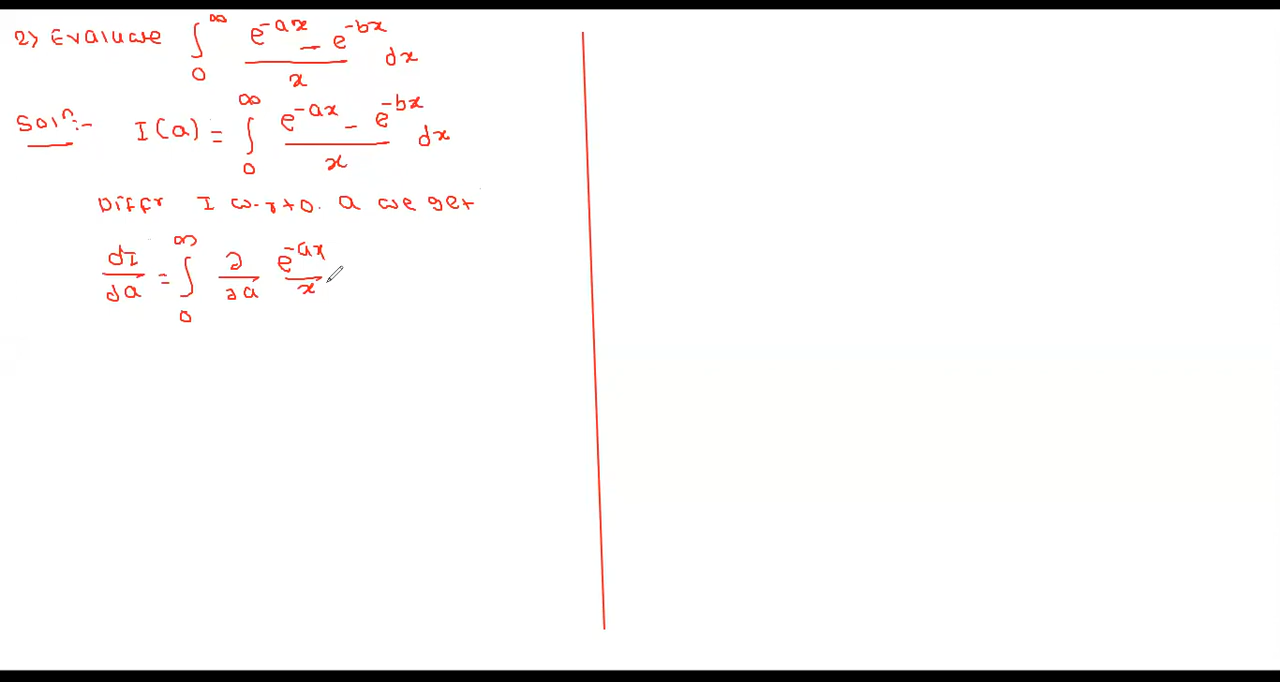 2) Evaluate ∫₀^∞ (e^{-ax} - e^{-bx})/x dx
Solⁿ:- I(a) = ∫₀^∞ (e^{-ax} - e^{-bx})/x dx
Diffr I w.r.to. a we get
dI/da = ∫₀^∞ ∂/∂a e^{-ax}/x